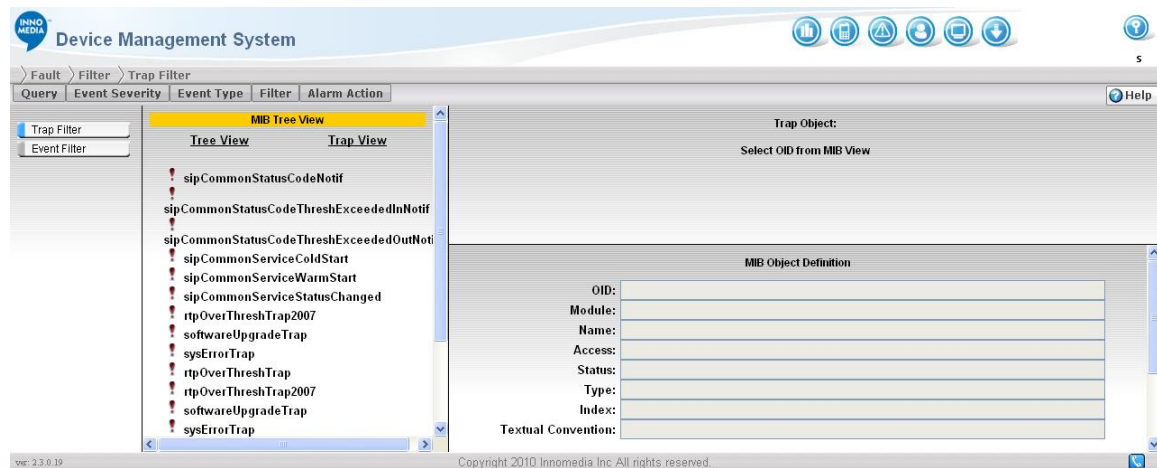 INNO
MEDIA
Device Management System
s
Fault Filter Trap Filter
Query Event Severity Event Type Filter Alarm Action
Help
Trap Filter
Event Filter
MIB Tree View
Tree View Trap View
sipCommonStatusCodeNotif
sipCommonStatusCodeThreshExceededInNotif
sipCommonStatusCodeThreshExceededOutNoti
sipCommonServiceColdStart
sipCommonServiceWarmStart
sipCommonServiceStatusChanged
rtpOverThreshTrap2007
softwareUpgradeTrap
sysErrorTrap
rtpOverThreshTrap
rtpOverThreshTrap2007
softwareUpgradeTrap
sysErrorTrap
Trap Object:
Select OID from MIB View
MIB Object Definition
OID:
Module:
Name:
Access:
Status:
Type:
Index:
Textual Convention:
ver: 2.3.0.19
Copyright 2010 Innomedia Inc All rights reserved.